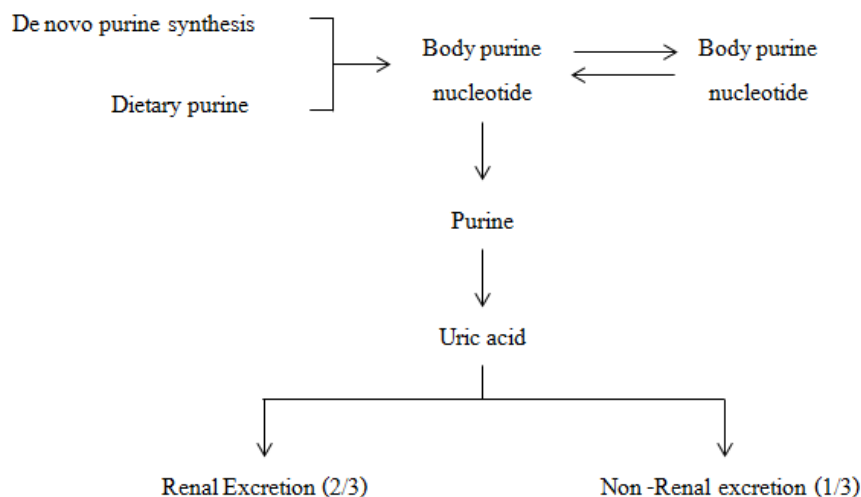 De novo purine synthesis
Body purine
nucleotide
Body purine
nucleotide
Dietary purine
Purine
Uric acid
Renal Excretion (2/3)
Non -Renal excretion (1/3)